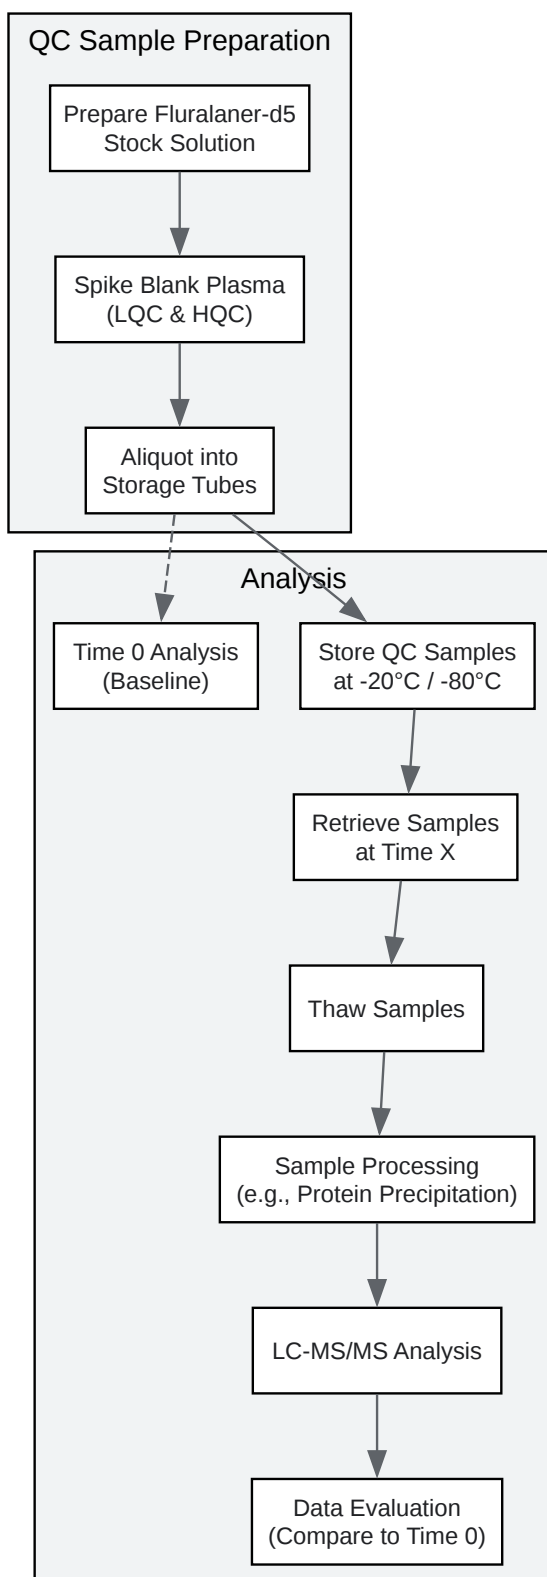 QC Sample Preparation
Prepare Fluralaner-d5
Stock Solution
Spike Blank Plasma
(LQC & HQC)
Aliquot into
Storage Tubes
Analysis
Time 0 Analysis
(Baseline)
Store QC Samples
at -20°C / -80°C
Retrieve Samples
at Time X
Thaw Samples
Sample Processing
(e.g., Protein Precipitation)
LC-MS/MS Analysis
Data Evaluation
(Compare to Time 0)